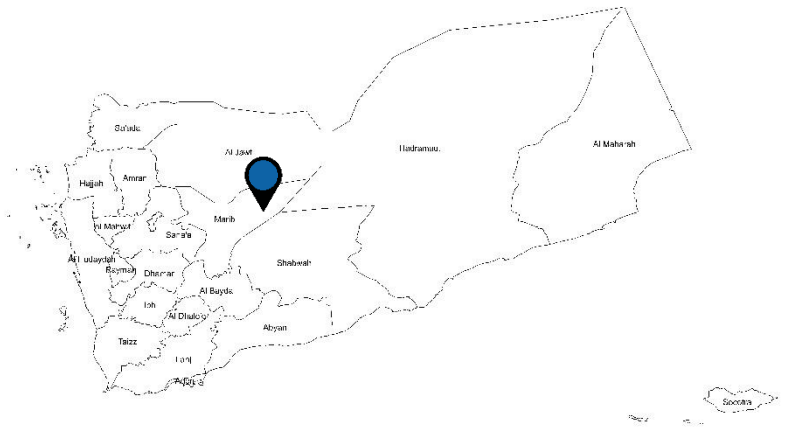 Sa'ada
Al Jawf
Hadramout
Al Maharah
Hajjah
Amran
Marib
Al Mahwit
Sana'a
Al Hudaydah
Raymah
Dhamar
Shabwah
Al Bayda
Ibb
Al Dhale'e
Abyan
Taizz
Lahj
Socotra